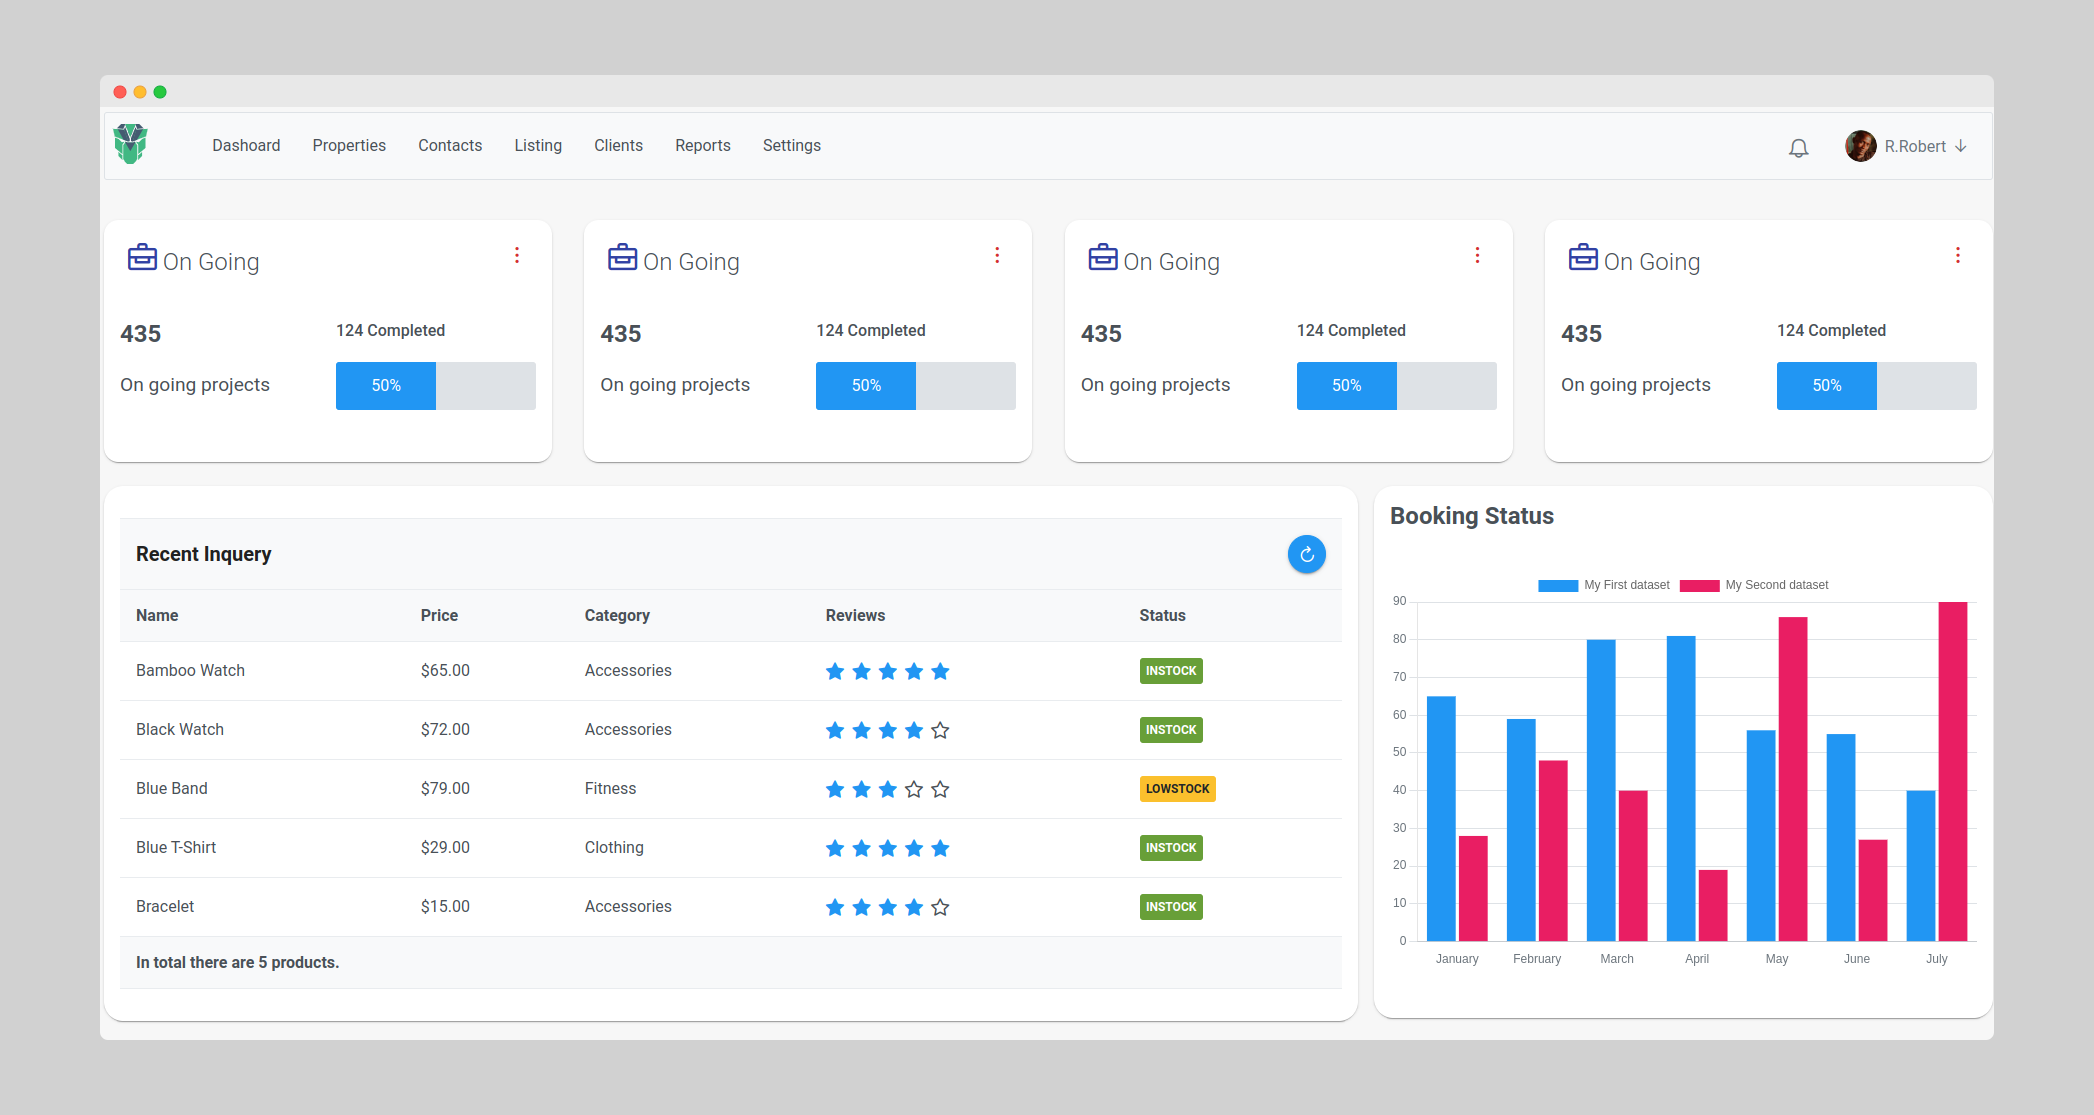 Dashoard Properties Contacts Listing Clients Reports Settings R.Robert
On Going
435
124 Completed
On going projects
50%
On Going
435
124 Completed
On going projects
50%
On Going
435
124 Completed
On going projects
50%
On Going
435
124 Completed
On going projects
50%
Recent Inquery
Name Price Category Reviews Status
Bamboo Watch $65.00 Accessories INSTOCK
Black Watch $72.00 Accessories INSTOCK
Blue Band $79.00 Fitness LOWSTOCK
Blue T-Shirt $29.00 Clothing INSTOCK
Bracelet $15.00 Accessories INSTOCK
In total there are 5 products.
Booking Status
My First dataset My Second dataset
90
80
70
60
50
40
30
20
10
0
January February March April May June July